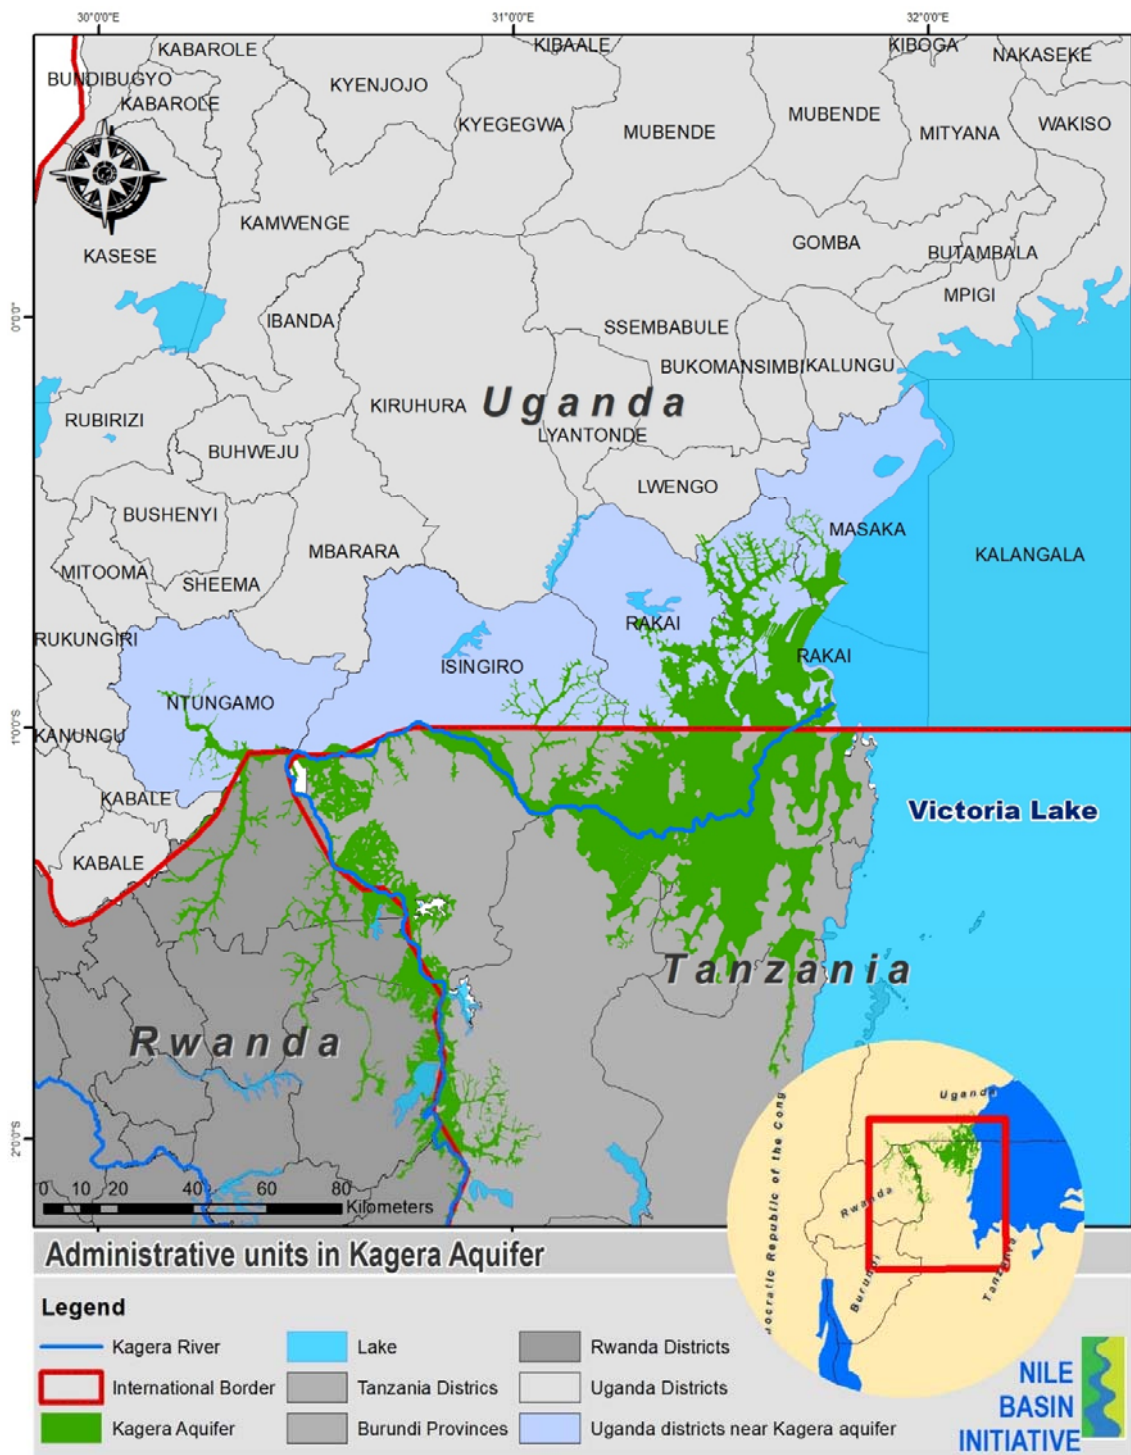 30°0'0"E
31°0'0"E
32°0'0"E
KABAROLE
KIBAALE
KIBOGA
NAKASEKE
BUNDIBUGYO
KYENJOJO
KABAROLE
KYEGEGWA
MUBENDE
MUBENDE
MITYANA
WAKISO
KAMWENGE
KASESE
GOMBA
BUTAMBALA
MPIGI
0°0'0"
IBANDA
SSEMBABULE
BUKOMANSIMBI
KALUNGU
RUBIRIZI
KIRUHURA
Uganda
LYANTONDE
BUHWEJU
LWENGO
BUSHENYI
MASAKA
MBARARA
KALANGALA
MITOOMA
SHEEMA
RUKUNGIRI
RAKAI
RAKAI
ISINGIRO
NTUNGAMO
KANUNGU
1°0'0"S
KABALE
Victoria Lake
KABALE
Tanzania
Rwanda
2°0'0"S
0 10 20 40 60 80
Kilometers
Uganda
ocratic Republic of the Cong
Rwanda
Burundi
Tanzania
Administrative units in Kagera Aquifer
Legend
Kagera River
Lake
Rwanda Districts
International Border
Tanzania Districs
Uganda Districts
Kagera Aquifer
Burundi Provinces
Uganda districts near Kagera aquifer
NILE
BASIN
INITIATIVE